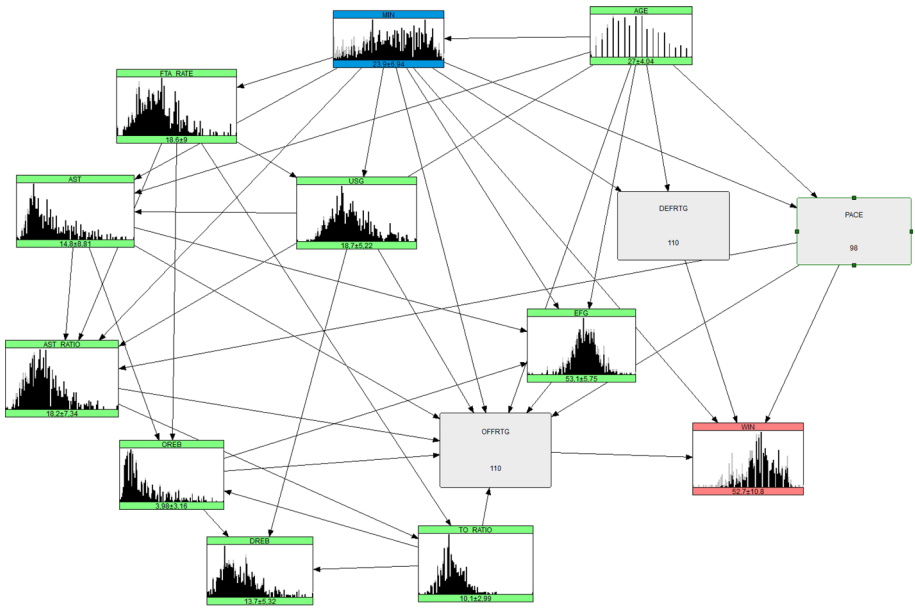 MIN
23.9±6.94
AGE
27±4.04
FTA_RATE
18.6±9
AST
14.8±8.81
USG
18.7±5.22
DEFRTG
110
PACE
98
EFG
53.1±5.75
AST_RATIO
18.2±7.34
OFFRTG
110
WIN
52.7±10.8
OREB
3.98±3.16
DREB
13.7±5.32
TO_RATIO
10.1±2.99